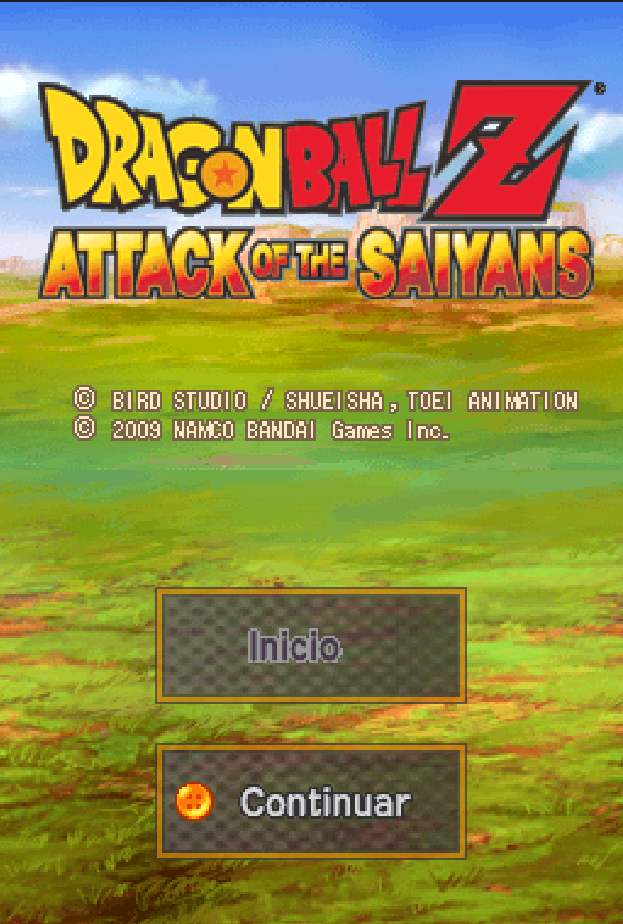 DRAGON BALL Z®
ATTACK OF THE SAIYANS
© BIRD STUDIO / SHUEISHA, TOEI ANIMATION
© 2009 NAMCO BANDAI Games Inc.
Inicio
Continuar